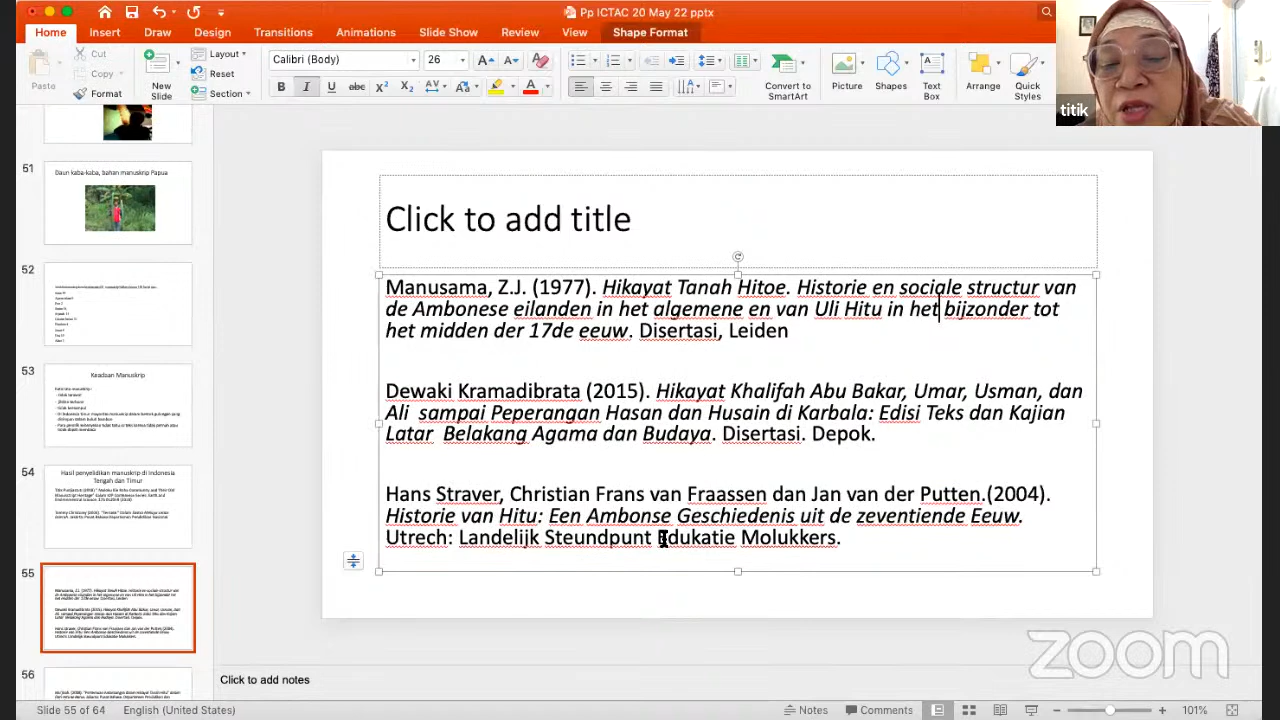 Pp ICTAC 20 May 22 pptx
Home Insert Draw Design Transitions Animations Slide Show Review View Shape Format
Paste Cut Copy Format
New Slide
Layout Reset Section
Calibri (Body) 26
Convert to SmartArt
Picture Shapes Text Box Arrange Quick Styles
titik
51
Daun kaba-kaba, bahan manuskrip Papua
52
53
Keadaan Manuskrip
54
Hasil penyelidikan manuskrip di Indonesia
Tengah dan Timur
55
56
Click to add title
Manusama, Z.J. (1977). Hikayat Tanah Hitoe. Historie en sociale structur van
de Ambonese eilanden in het algemene en van Uli Hitu in het bijzonder tot
het midden der 17de eeuw. Disertasi, Leiden
Dewaki Kramadibrata (2015). Hikayat Khalifah Abu Bakar, Umar, Usman, dan
Ali sampai Peperangan Hasan dan Husain di Karbala: Edisi Teks dan Kajian
Latar Belakang Agama dan Budaya. Disertasi. Depok.
Hans Straver, Christian Frans van Fraassen dan Jan van der Putten.(2004).
Historie van Hitu: Een Ambonse Geschiedenis uit de zeventiende Eeuw.
Utrech: Landelijk Steundpunt Edukatie Molukkers.
zoom
Click to add notes
Slide 55 of 64 English (United States) Notes Comments 101%